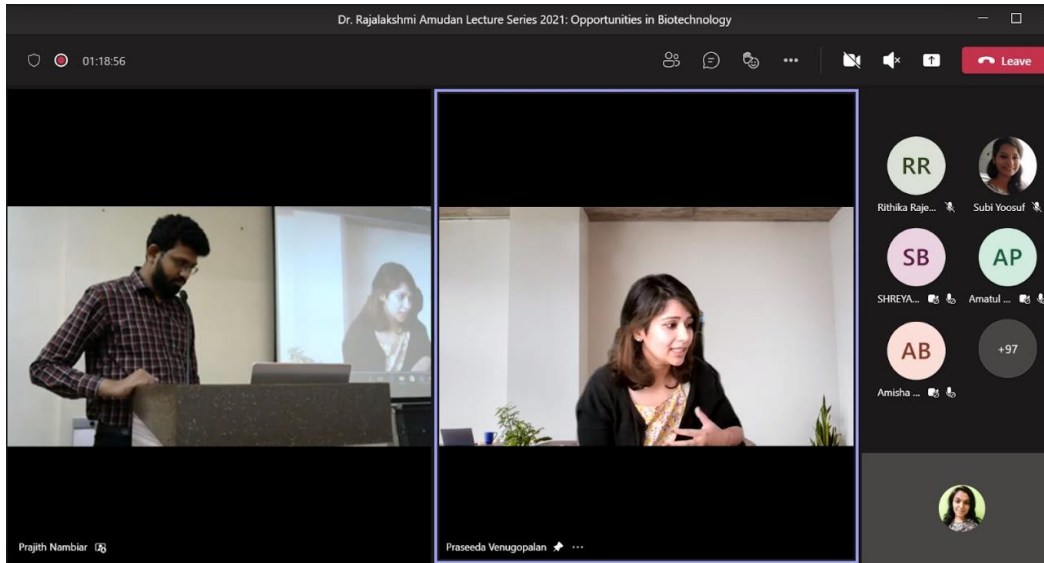 Dr. Rajalakshmi Amudan Lecture Series 2021: Opportunities in Biotechnology
01:18:56
Leave
RR
Rithika Raje...
Subi Yoosuf
SB
AP
SHREYA...
Amatul ...
AB
+97
Amisha ...
Prajith Nambiar
Praseeda Venugopalan